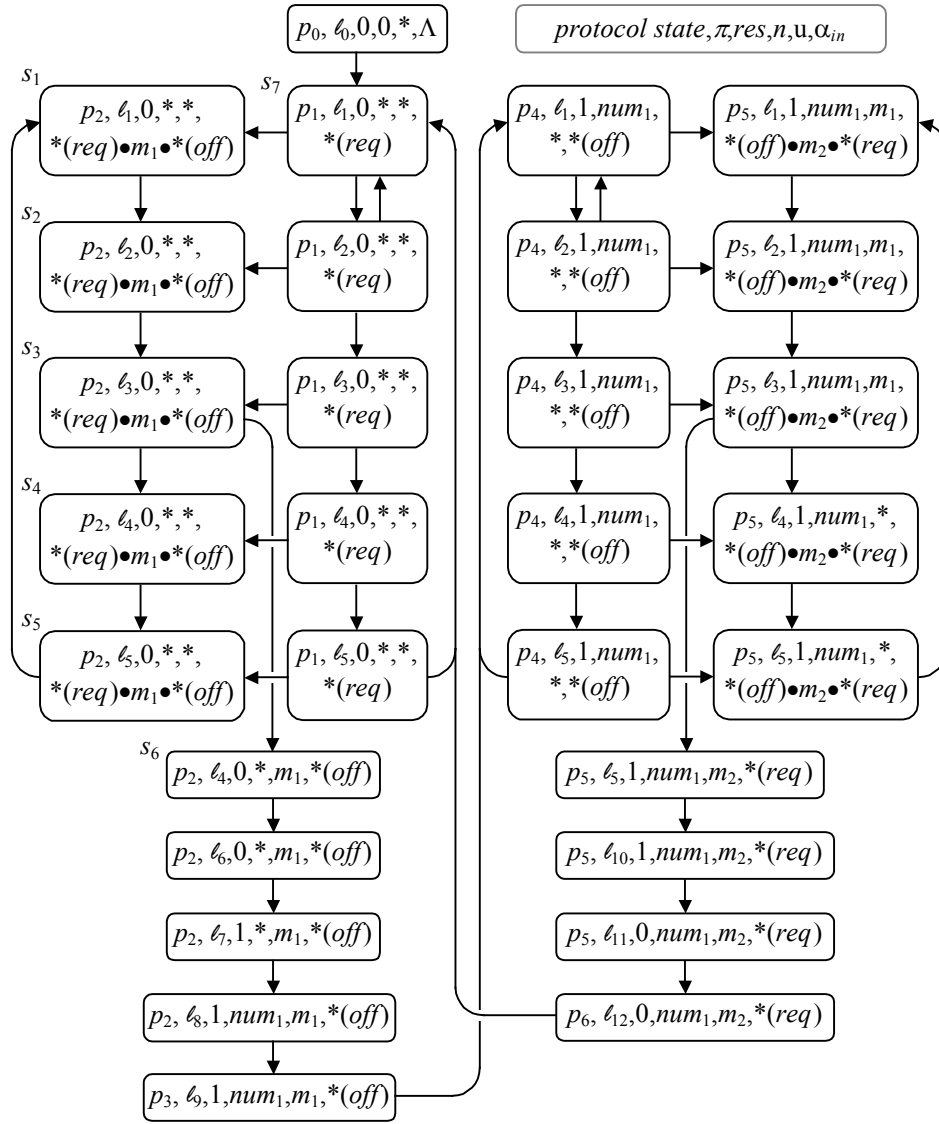 p₀, ℓ₀,0,0,*,Λ
protocol state,π,res,n,u,α_in
s₁
p₂, ℓ₁,0,*,*,
*(req)●m₁●*(off)
s₇
p₁, ℓ₁,0,*,*,
*(req)
p₄, ℓ₁,1,num₁,
*,*(off)
p₅, ℓ₁,1,num₁,m₁,
*(off)●m₂●*(req)
s₂
p₂, ℓ₂,0,*,*,
*(req)●m₁●*(off)
p₁, ℓ₂,0,*,*,
*(req)
p₄, ℓ₂,1,num₁,
*,*(off)
p₅, ℓ₂,1,num₁,m₁,
*(off)●m₂●*(req)
s₃
p₂, ℓ₃,0,*,*,
*(req)●m₁●*(off)
p₁, ℓ₃,0,*,*,
*(req)
p₄, ℓ₃,1,num₁,
*,*(off)
p₅, ℓ₃,1,num₁,m₁,
*(off)●m₂●*(req)
s₄
p₂, ℓ₄,0,*,*,
*(req)●m₁●*(off)
p₁, ℓ₄,0,*,*,
*(req)
p₄, ℓ₄,1,num₁,
*,*(off)
p₅, ℓ₄,1,num₁,*,
*(off)●m₂●*(req)
s₅
p₂, ℓ₅,0,*,*,
*(req)●m₁●*(off)
p₁, ℓ₅,0,*,*,
*(req)
p₄, ℓ₅,1,num₁,
*,*(off)
p₅, ℓ₅,1,num₁,*,
*(off)●m₂●*(req)
s₆
p₂, ℓ₄,0,*,m₁,*(off)
p₅, ℓ₅,1,num₁,m₂,*(req)
p₂, ℓ₆,0,*,m₁,*(off)
p₅, ℓ₁₀,1,num₁,m₂,*(req)
p₂, ℓ₇,1,*,m₁,*(off)
p₅, ℓ₁₁,0,num₁,m₂,*(req)
p₂, ℓ₈,1,num₁,m₁,*(off)
p₆, ℓ₁₂,0,num₁,m₂,*(req)
p₃, ℓ₉,1,num₁,m₁,*(off)